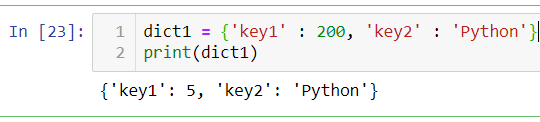 In [23]:
1 dict1 = {'key1' : 200, 'key2' : 'Python'}
2 print(dict1)
{'key1': 5, 'key2': 'Python'}